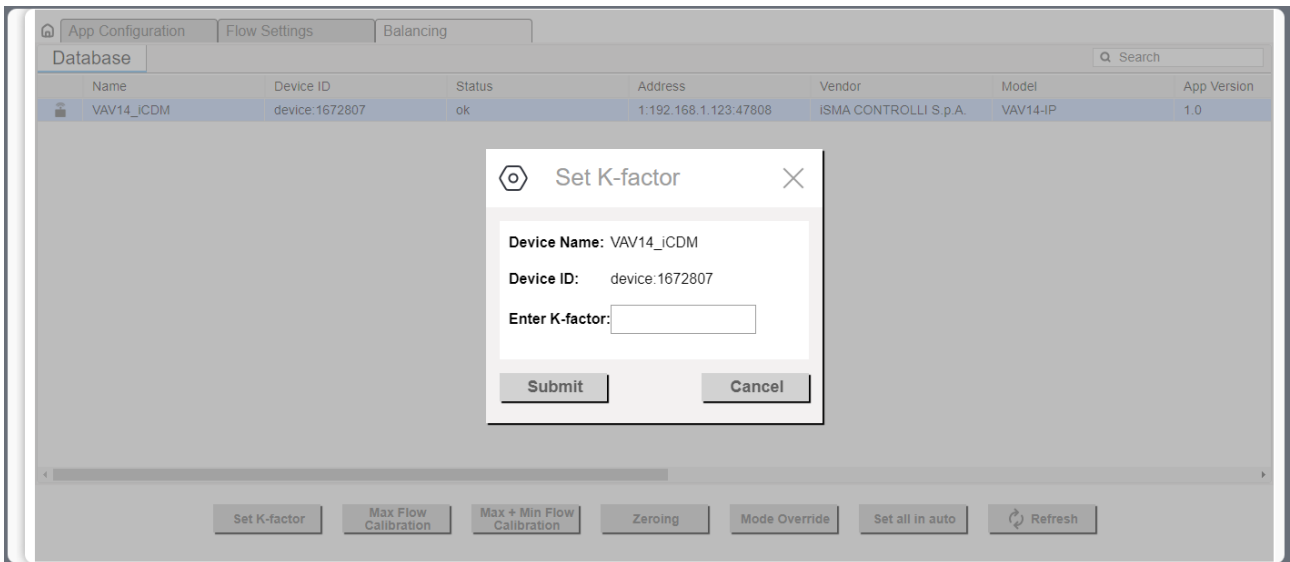 App Configuration Flow Settings Balancing
Database Search
Name Device ID Status Address Vendor Model App Version
VAV14_iCDM device:1672807 ok 1:192.168.1.123:47808 iSMA CONTROLLI S.p.A. VAV14-IP 1.0
Set K-factor
Device Name: VAV14_iCDM
Device ID: device:1672807
Enter K-factor:
Submit Cancel
Set K-factor Max Flow Calibration Max + Min Flow Calibration Zeroing Mode Override Set all in auto Refresh